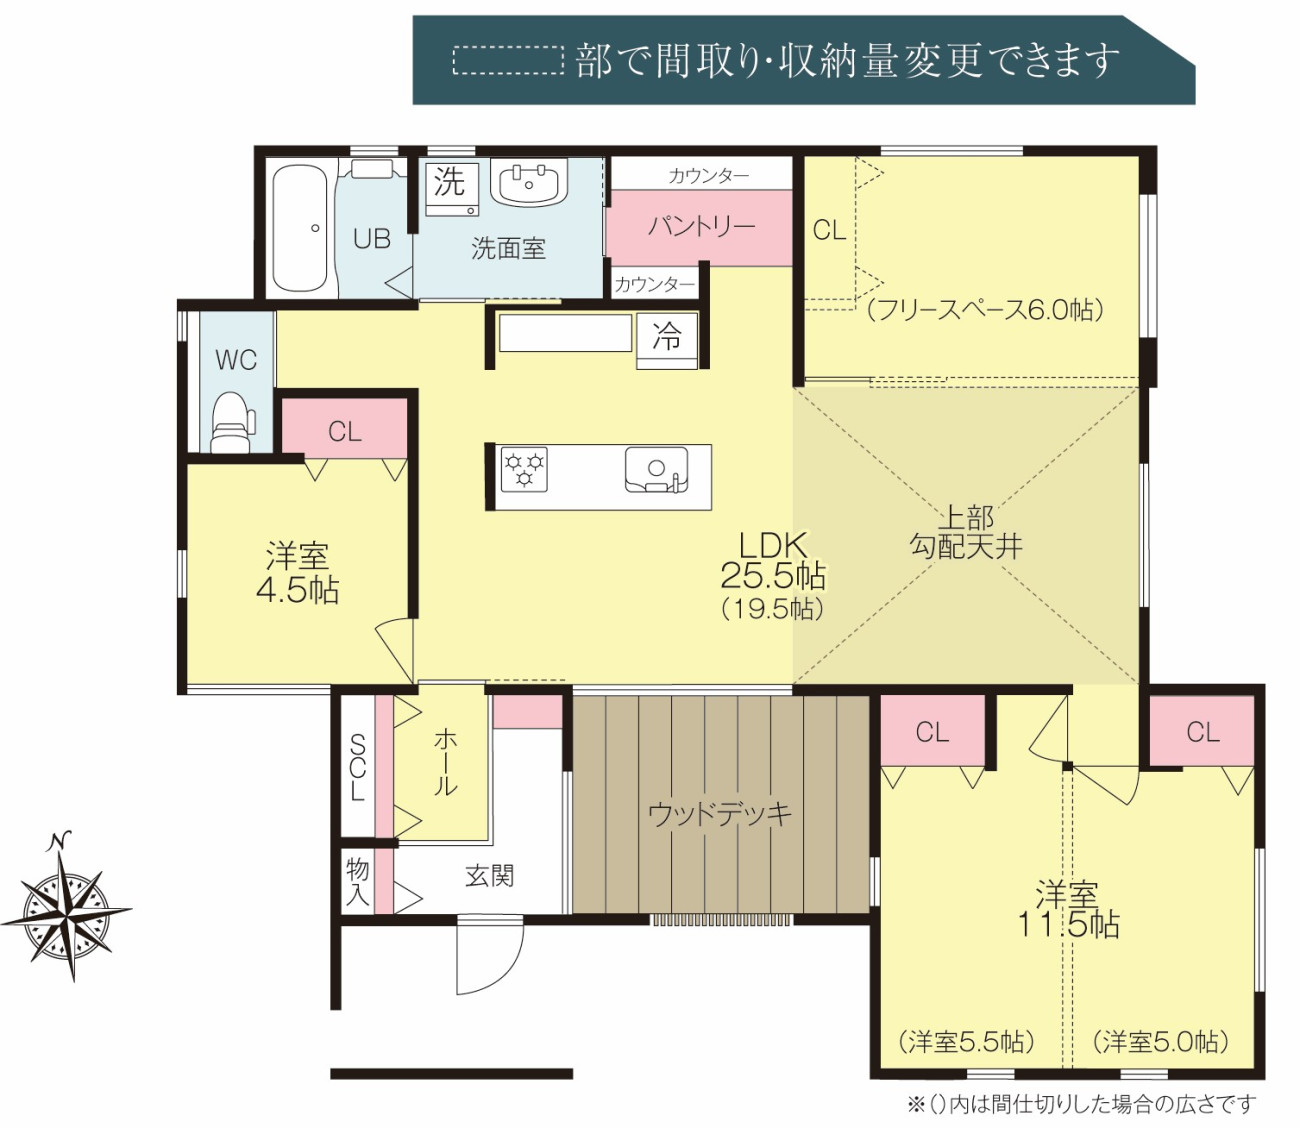 部で間取り・収納量変更できます
カウンター
洗
パントリー
UB
洗面室
CL
カウンター
(フリースペース6.0帖)
冷
WC
CL
上部
勾配天井
洋室
4.5帖
LDK
25.5帖
(19.5帖)
SCL
ホール
CL
CL
ウッドデッキ
物入
玄関
洋室
11.5帖
N
(洋室5.5帖)
(洋室5.0帖)
※()内は間仕切りした場合の広さです